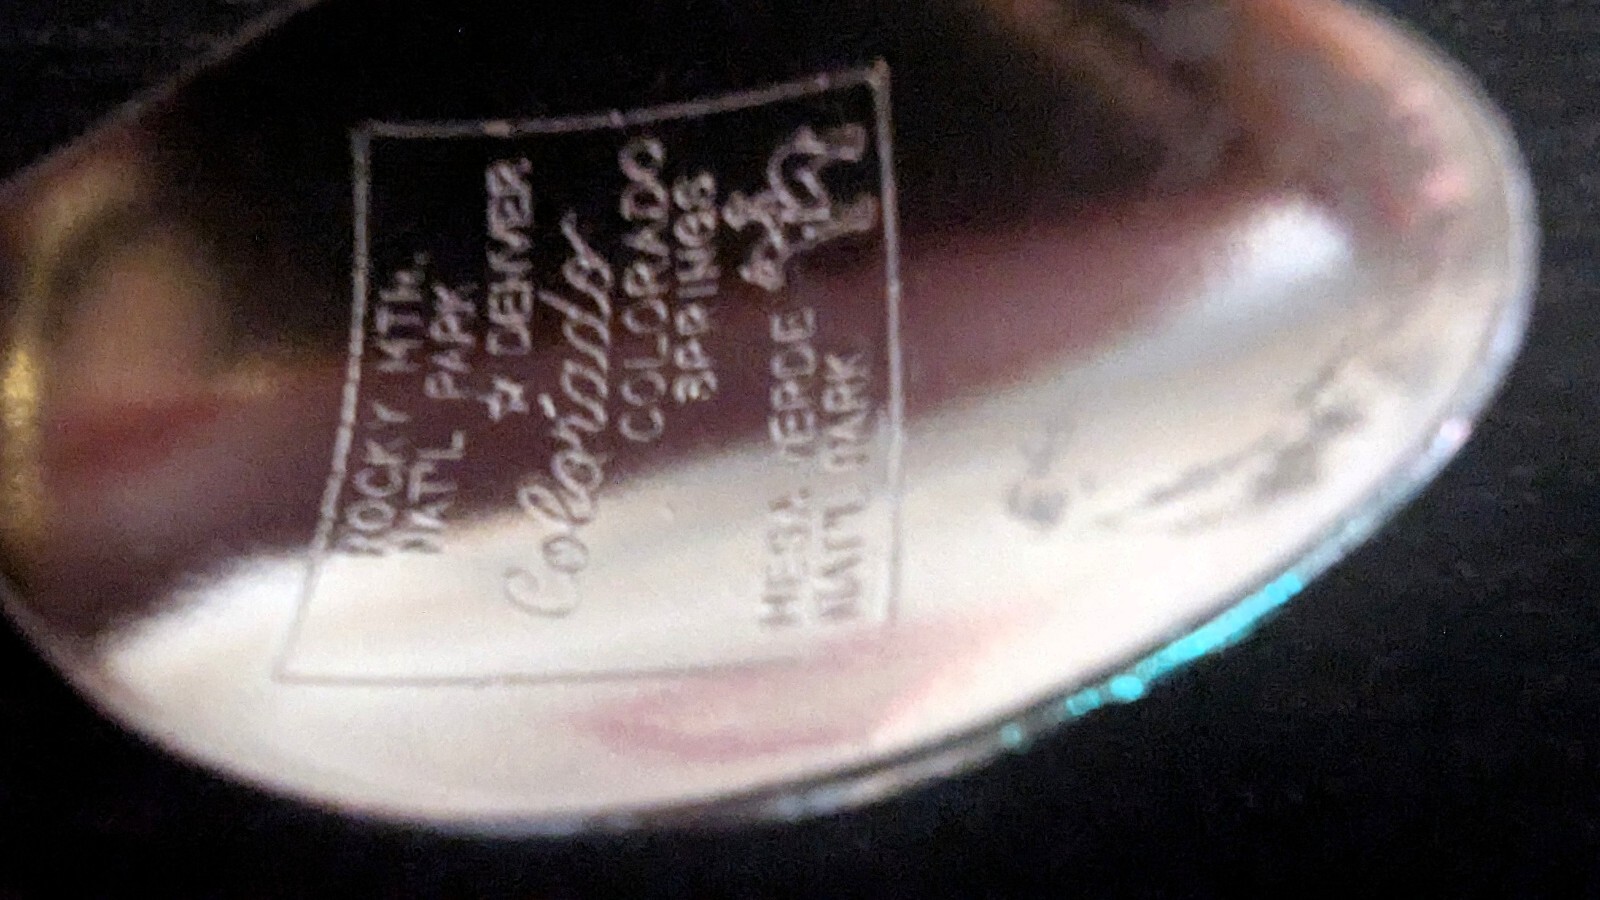 ROCKY MTN.
NAT'L PARK
☆ DENVER
Colorado
COLORADO
SPRINGS
MESA VERDE
NAT'L PARK